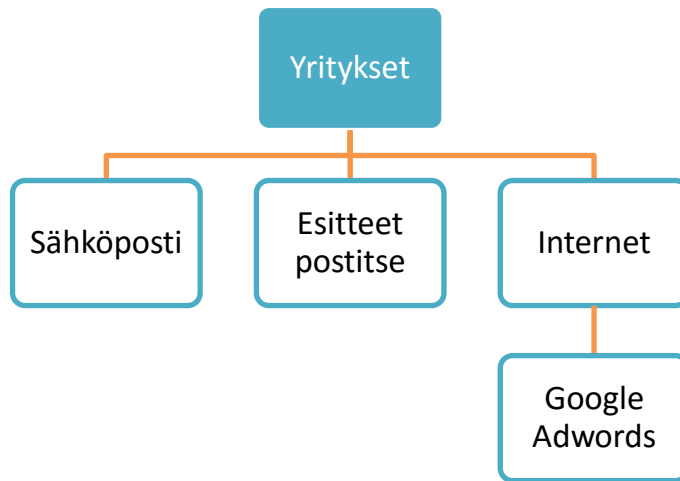 Yritykset
Sähköposti
Esitteet
postitse
Internet
Google
Adwords